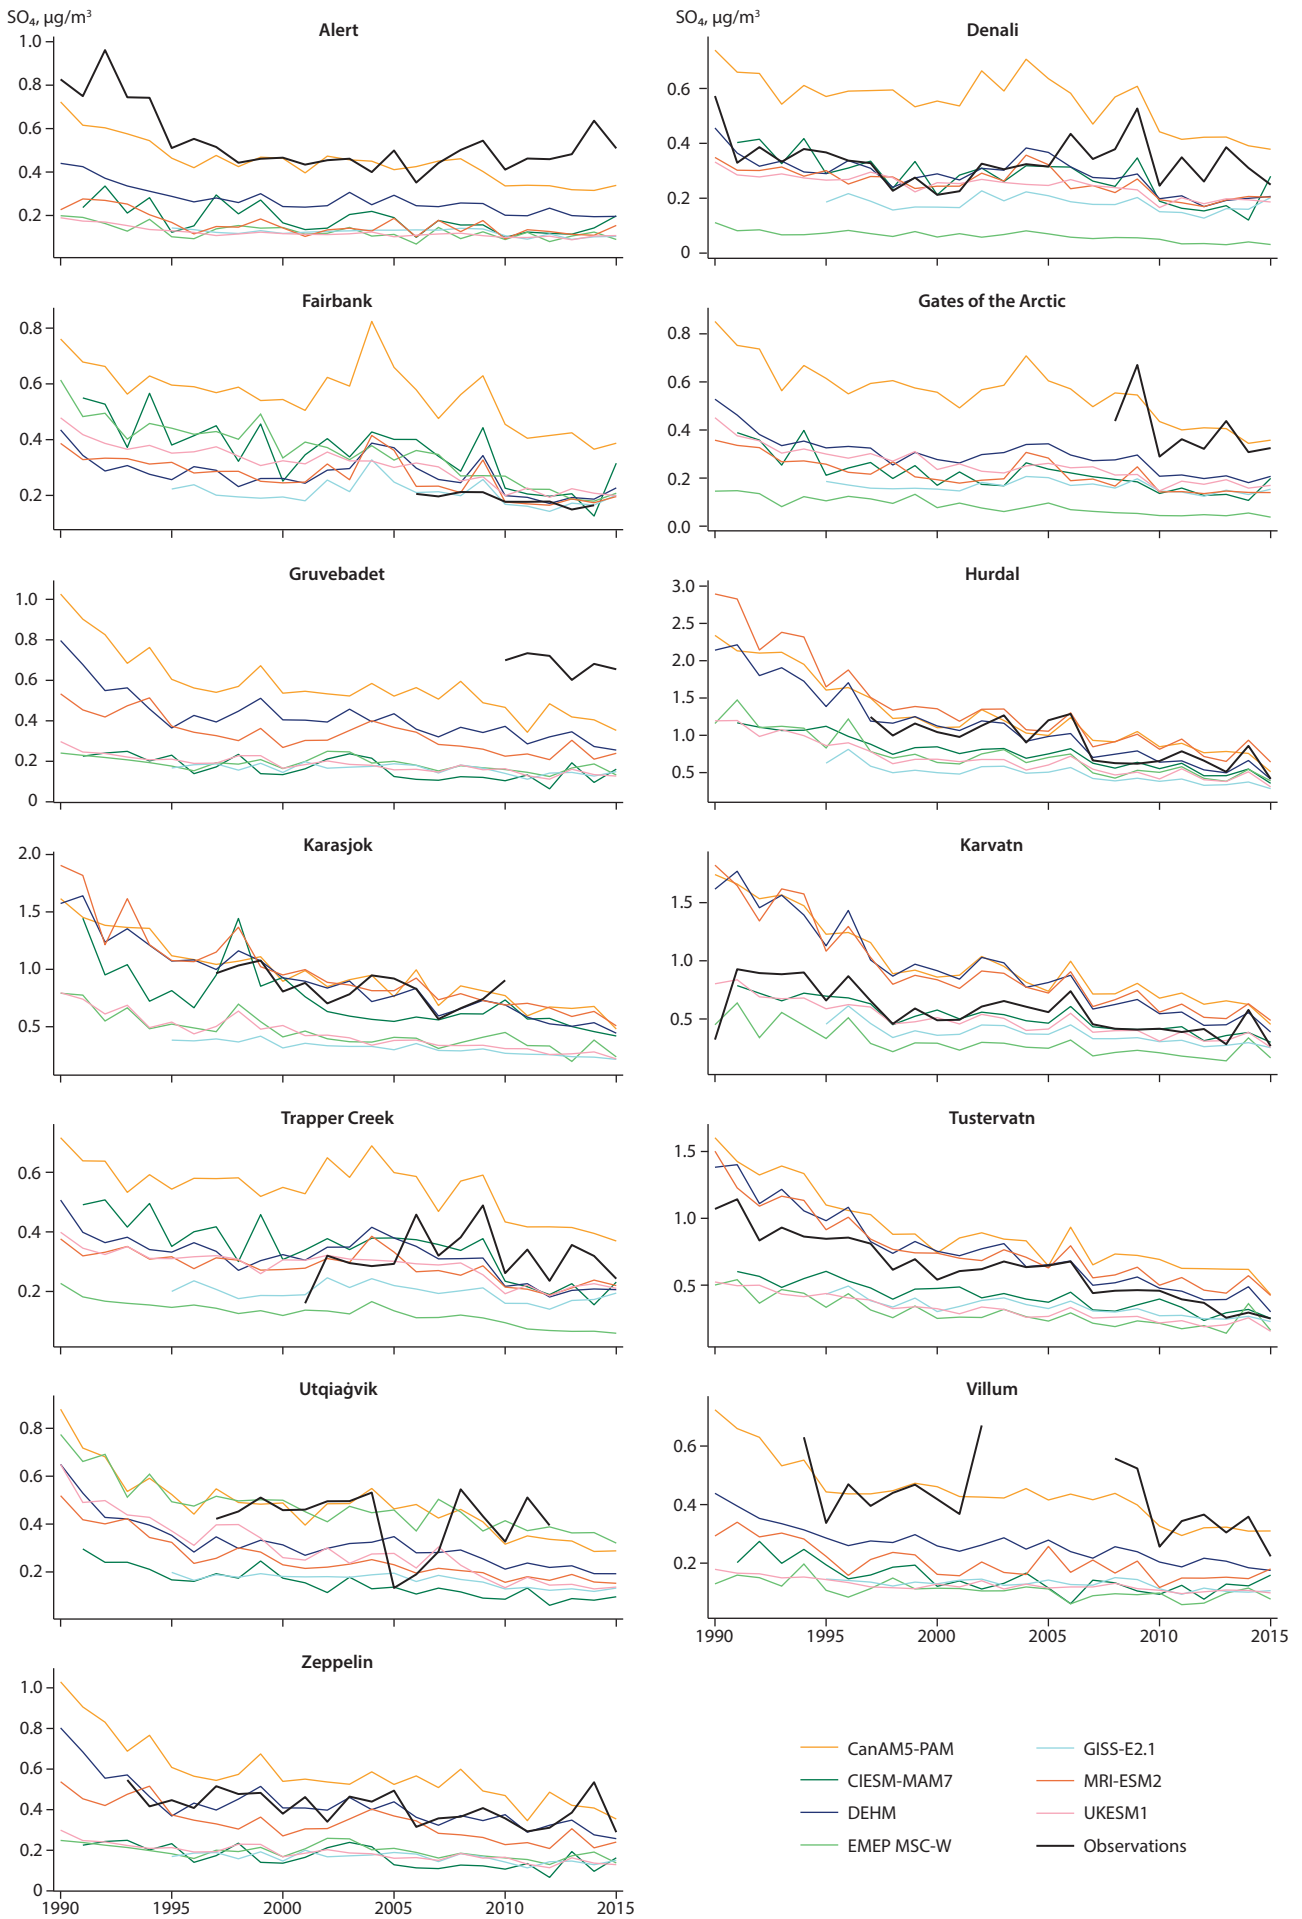 SO₄, µg/m³
SO₄, µg/m³
Alert
1.0
0.8
0.6
0.4
0.2
Denali
0.6
0.4
0.2
0
Fairbank
0.8
0.6
0.4
0.2
Gates of the Arctic
0.8
0.6
0.4
0.2
0.0
Gruvebadet
1.0
0.8
0.6
0.4
0.2
0
Hurdal
3.0
2.5
2.0
1.5
1.0
0.5
Karasjok
2.0
1.5
1.0
0.5
Karvatn
1.5
1.0
0.5
Trapper Creek
0.6
0.4
0.2
Tustervatn
1.5
1.0
0.5
Utqiaġvik
0.8
0.6
0.4
0.2
Villum
0.6
0.4
0.2
1990 1995 2000 2005 2010 2015
Zeppelin
1.0
0.8
0.6
0.4
0.2
0
1990 1995 2000 2005 2010 2015
CanAM5-PAM
CIESM-MAM7
DEHM
EMEP MSC-W
GISS-E2.1
MRI-ESM2
UKESM1
Observations